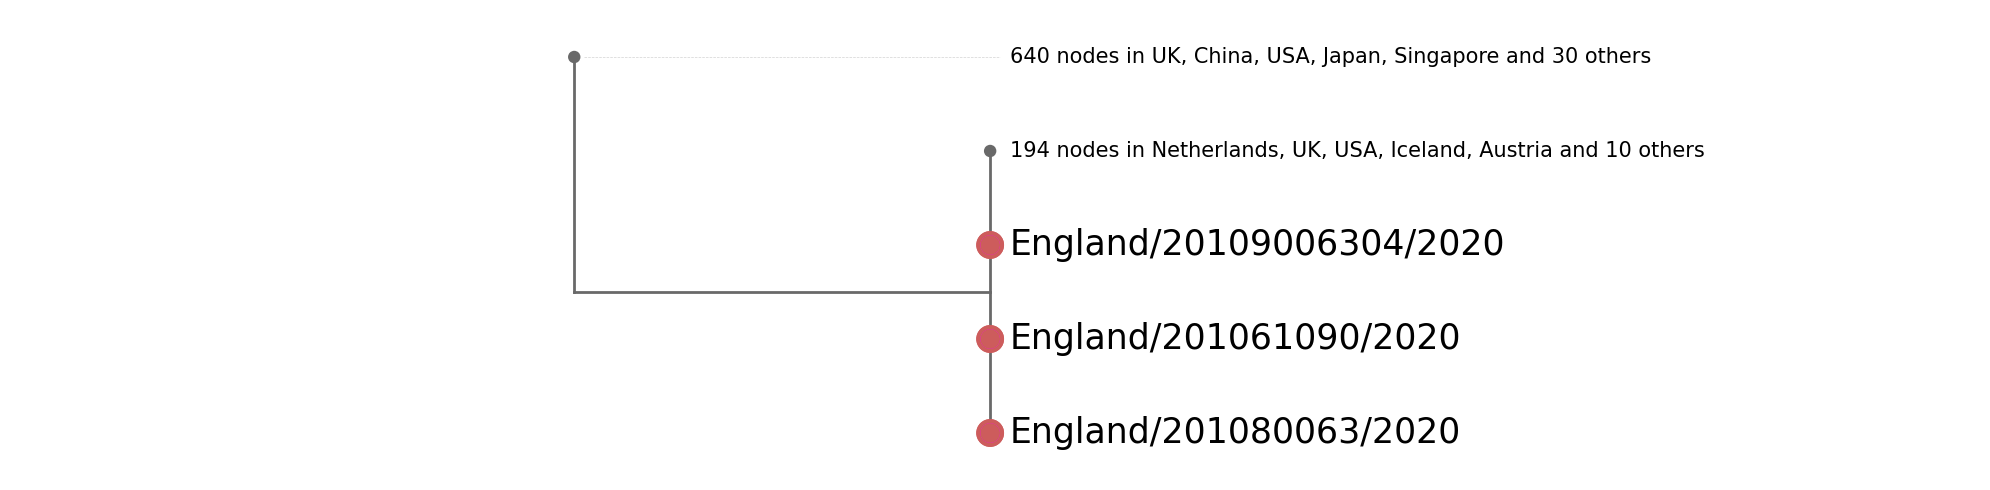 640 nodes in UK, China, USA, Japan, Singapore and 30 others
194 nodes in Netherlands, UK, USA, Iceland, Austria and 10 others
England/20109006304/2020
England/201061090/2020
England/201080063/2020